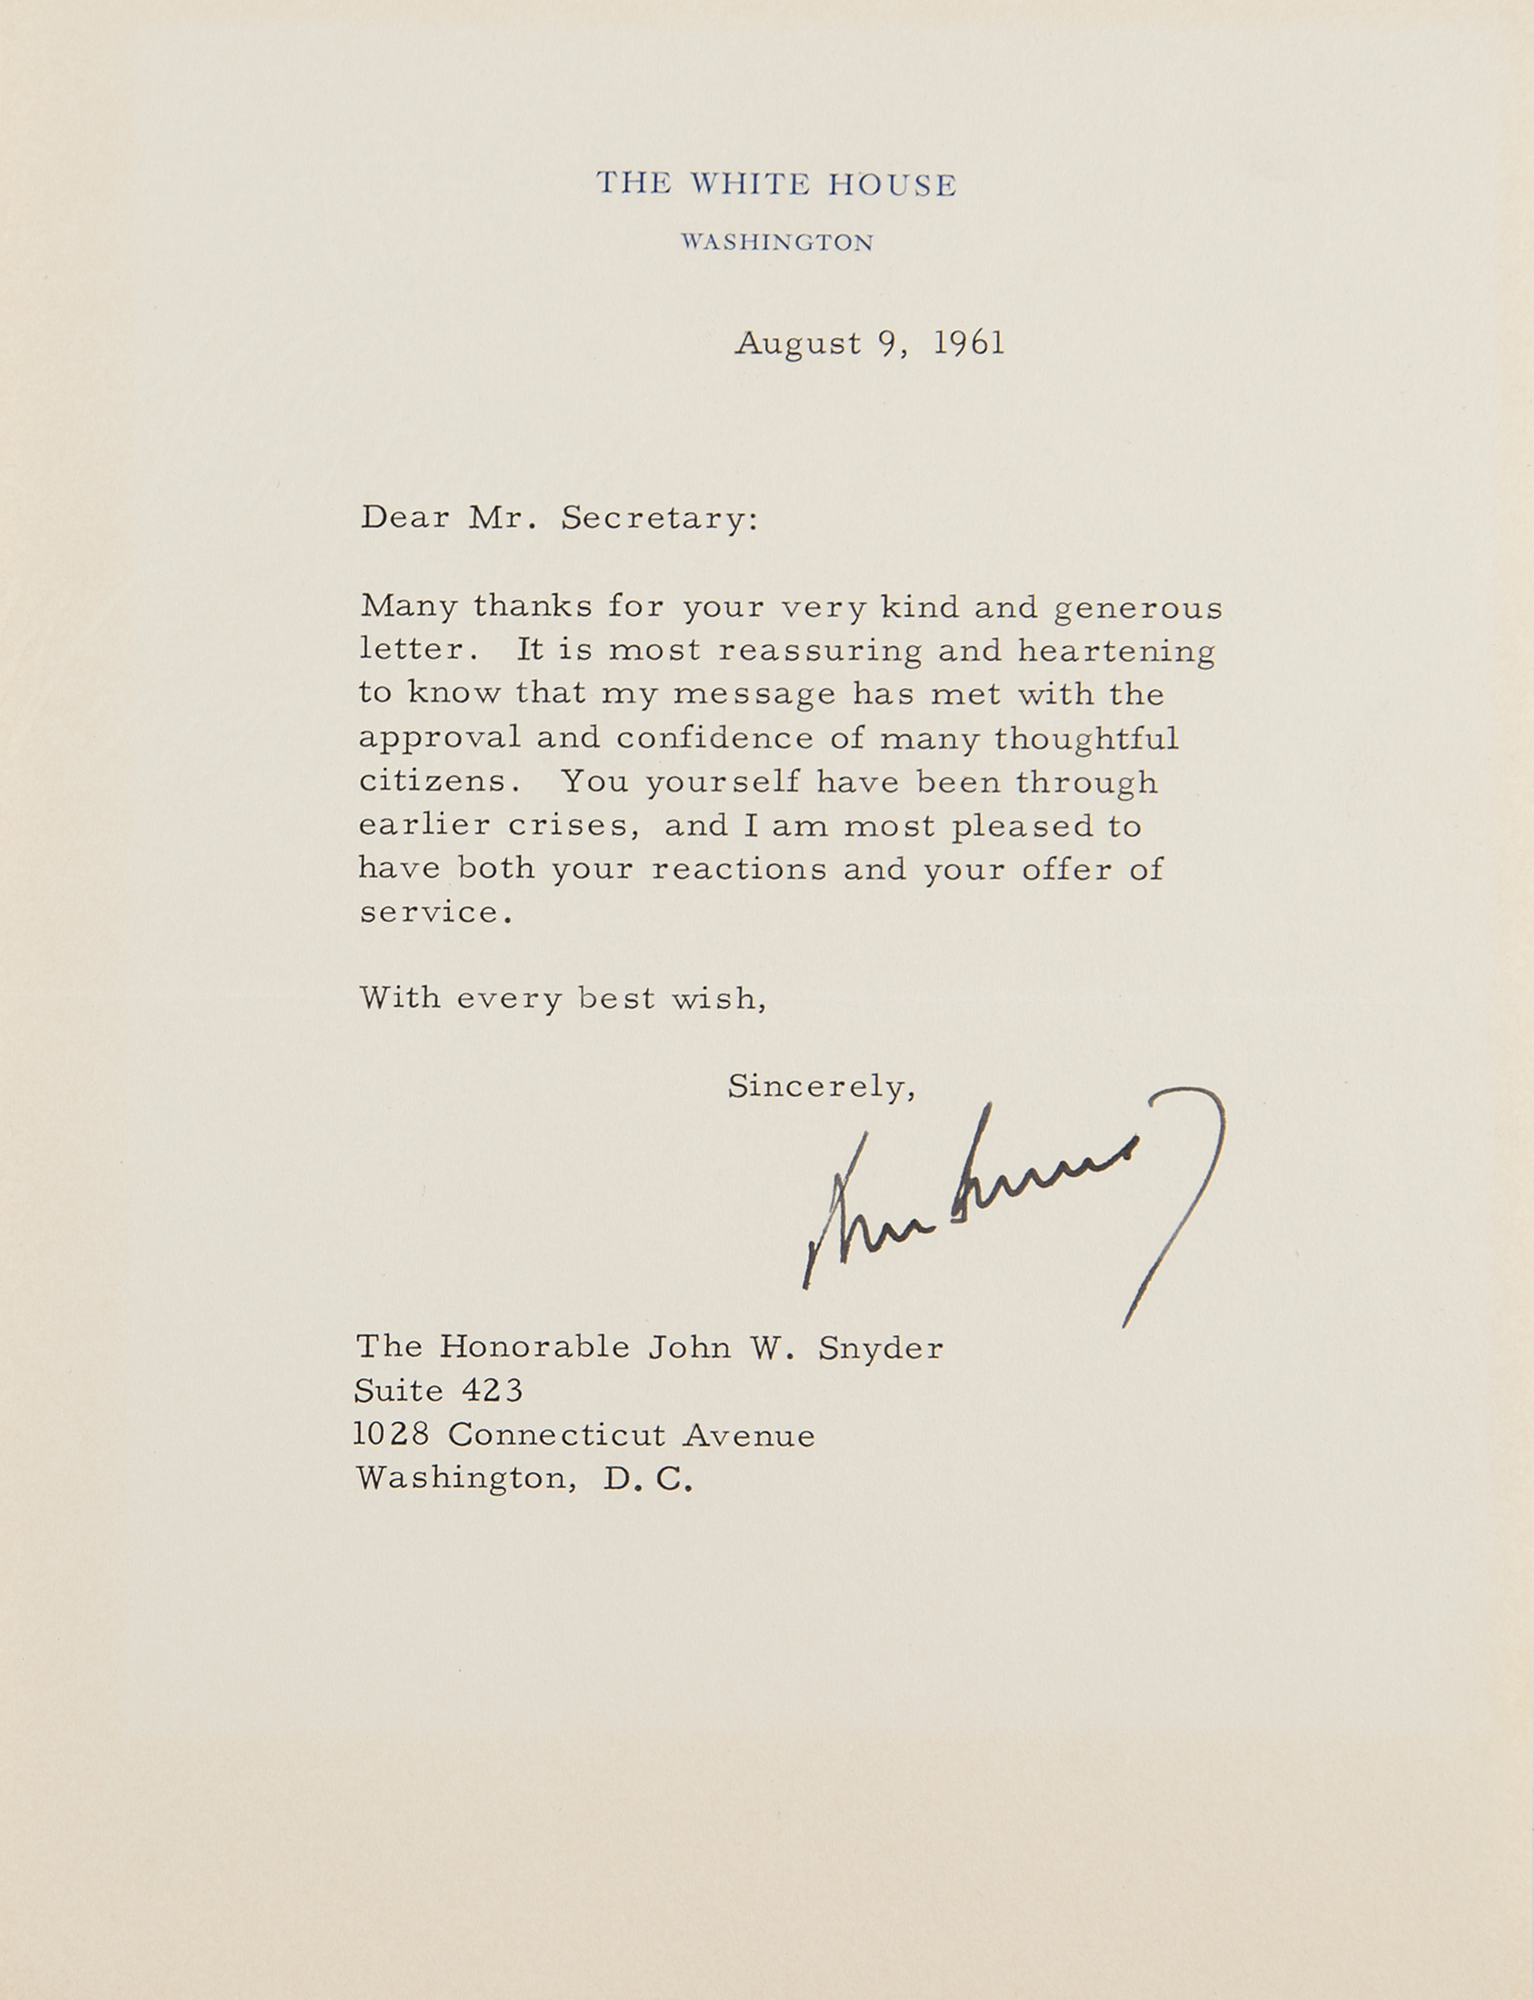 THE WHITE HOUSE
WASHINGTON
August 9, 1961
Dear Mr. Secretary:
Many thanks for your very kind and generous
letter. It is most reassuring and heartening
to know that my message has met with the
approval and confidence of many thoughtful
citizens. You yourself have been through
earlier crises, and I am most pleased to
have both your reactions and your offer of
service.
With every best wish,
Sincerely,
The Honorable John W. Snyder
Suite 423
1028 Connecticut Avenue
Washington, D. C.